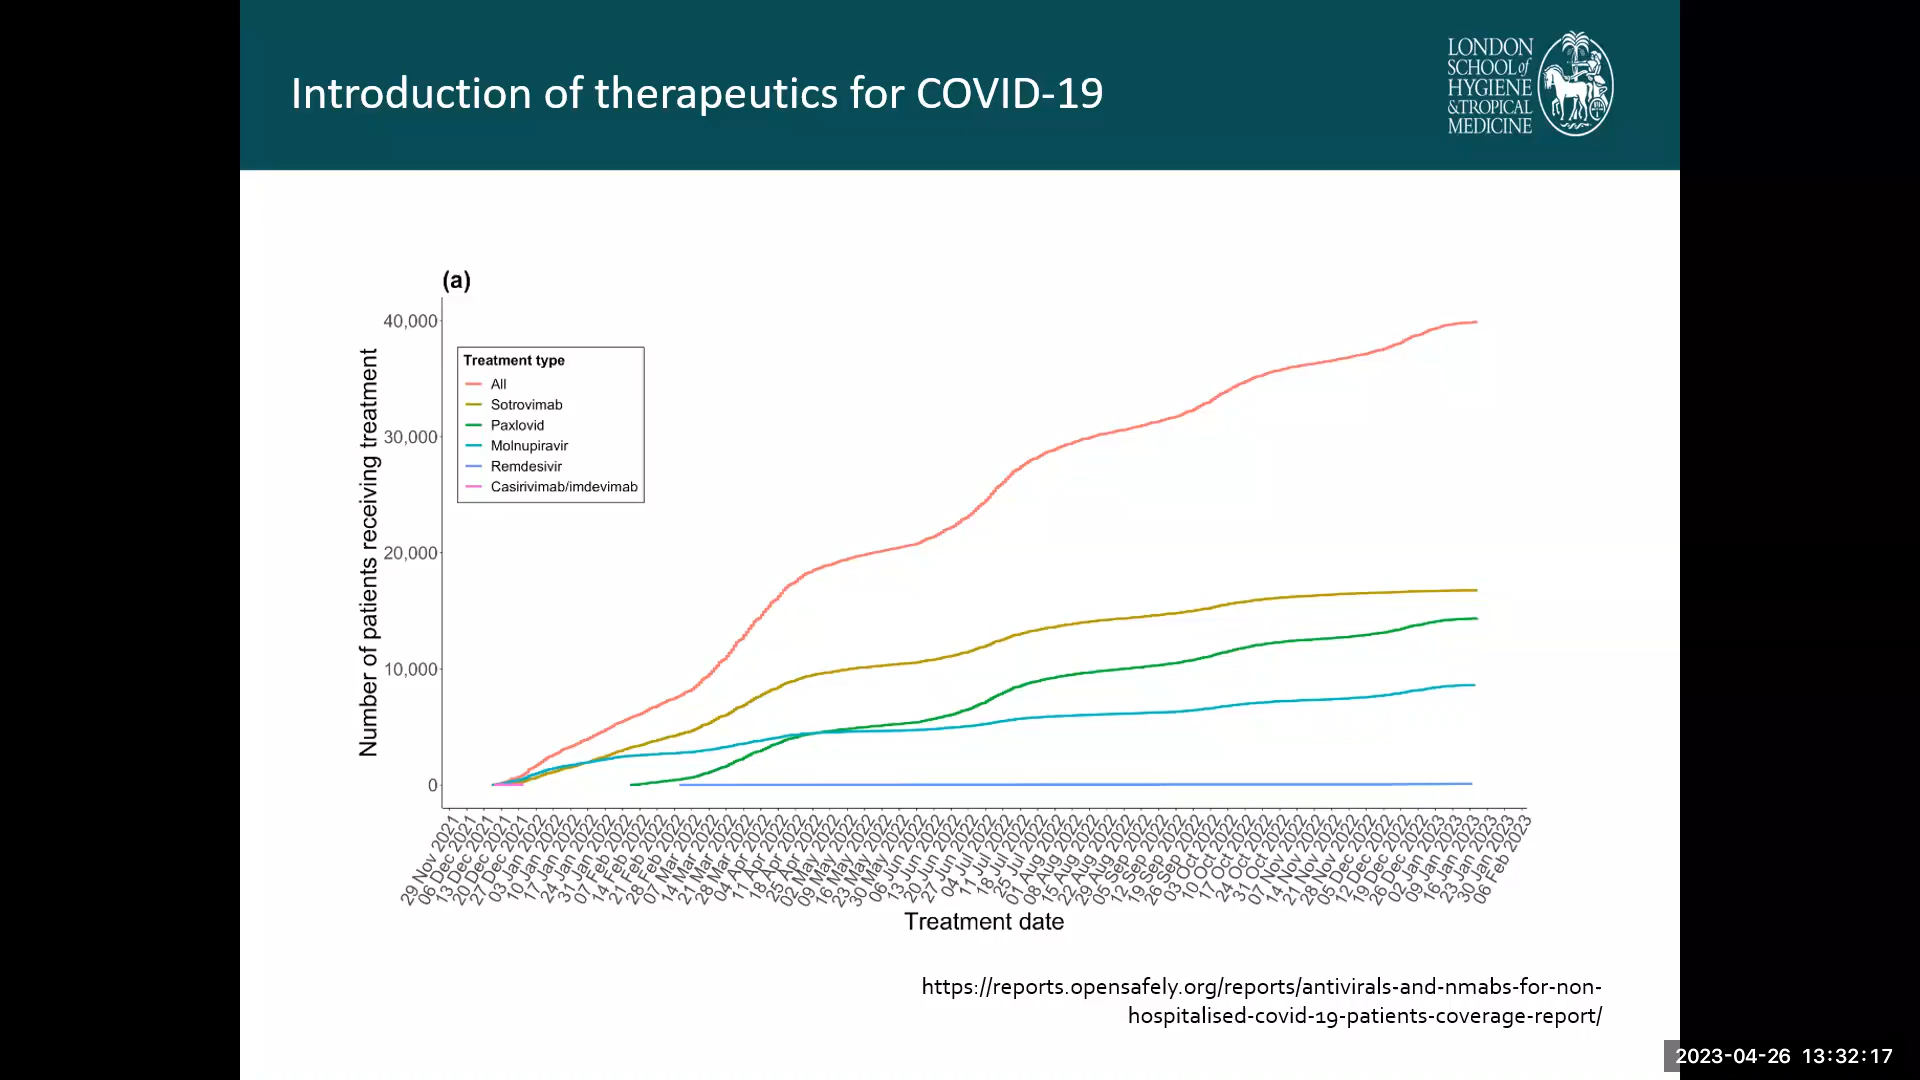 Introduction of therapeutics for COVID-19
LONDON
SCHOOL of
HYGIENE
&TROPICAL
MEDICINE
(a)
Number of patients receiving treatment
40,000
30,000
20,000
10,000
0
Treatment type
All
Sotrovimab
Paxlovid
Molnupiravir
Remdesivir
Casirivimab/imdevimab
29 Nov 2021
06 Dec 2021
13 Dec 2021
20 Dec 2021
27 Dec 2021
03 Jan 2022
10 Jan 2022
17 Jan 2022
24 Jan 2022
31 Jan 2022
07 Feb 2022
14 Feb 2022
21 Feb 2022
28 Feb 2022
07 Mar 2022
14 Mar 2022
21 Mar 2022
28 Mar 2022
04 Apr 2022
11 Apr 2022
18 Apr 2022
25 Apr 2022
02 May 2022
09 May 2022
16 May 2022
23 May 2022
30 May 2022
06 Jun 2022
13 Jun 2022
20 Jun 2022
27 Jun 2022
04 Jul 2022
11 Jul 2022
18 Jul 2022
25 Jul 2022
01 Aug 2022
08 Aug 2022
15 Aug 2022
22 Aug 2022
29 Aug 2022
05 Sep 2022
12 Sep 2022
19 Sep 2022
26 Sep 2022
03 Oct 2022
10 Oct 2022
17 Oct 2022
24 Oct 2022
31 Oct 2022
07 Nov 2022
14 Nov 2022
21 Nov 2022
28 Nov 2022
05 Dec 2022
12 Dec 2022
19 Dec 2022
26 Dec 2022
02 Jan 2023
09 Jan 2023
16 Jan 2023
23 Jan 2023
30 Jan 2023
06 Feb 2023
Treatment date
https://reports.opensafely.org/reports/antivirals-and-nmabs-for-non-
hospitalised-covid-19-patients-coverage-report/
2023-04-26 13:32:17